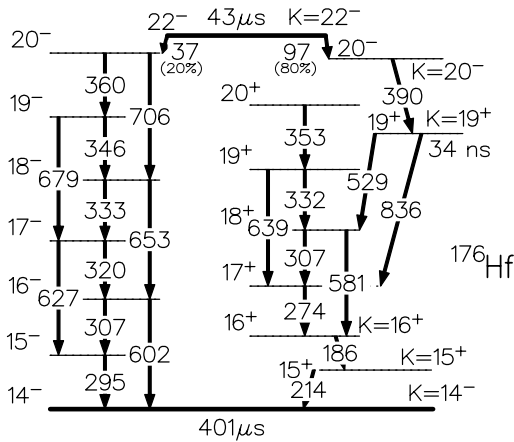 22⁻ 43μs K=22⁻
20⁻ 37 (20%) 97 (80%) 20⁻
K=20⁻
360 390
20⁺
19⁻ 706 353 19⁺ K=19⁺
346 34 ns
18⁻ 679 19⁺ 529
333 332 836
18⁺
17⁻ 653 639 307
320 17⁺ 581 ¹⁷⁶Hf
16⁻ 627 274
307 16⁺ K=16⁺
15⁻ 602 186 K=15⁺
295 15⁺ 214
14⁻ K=14⁻
401μs